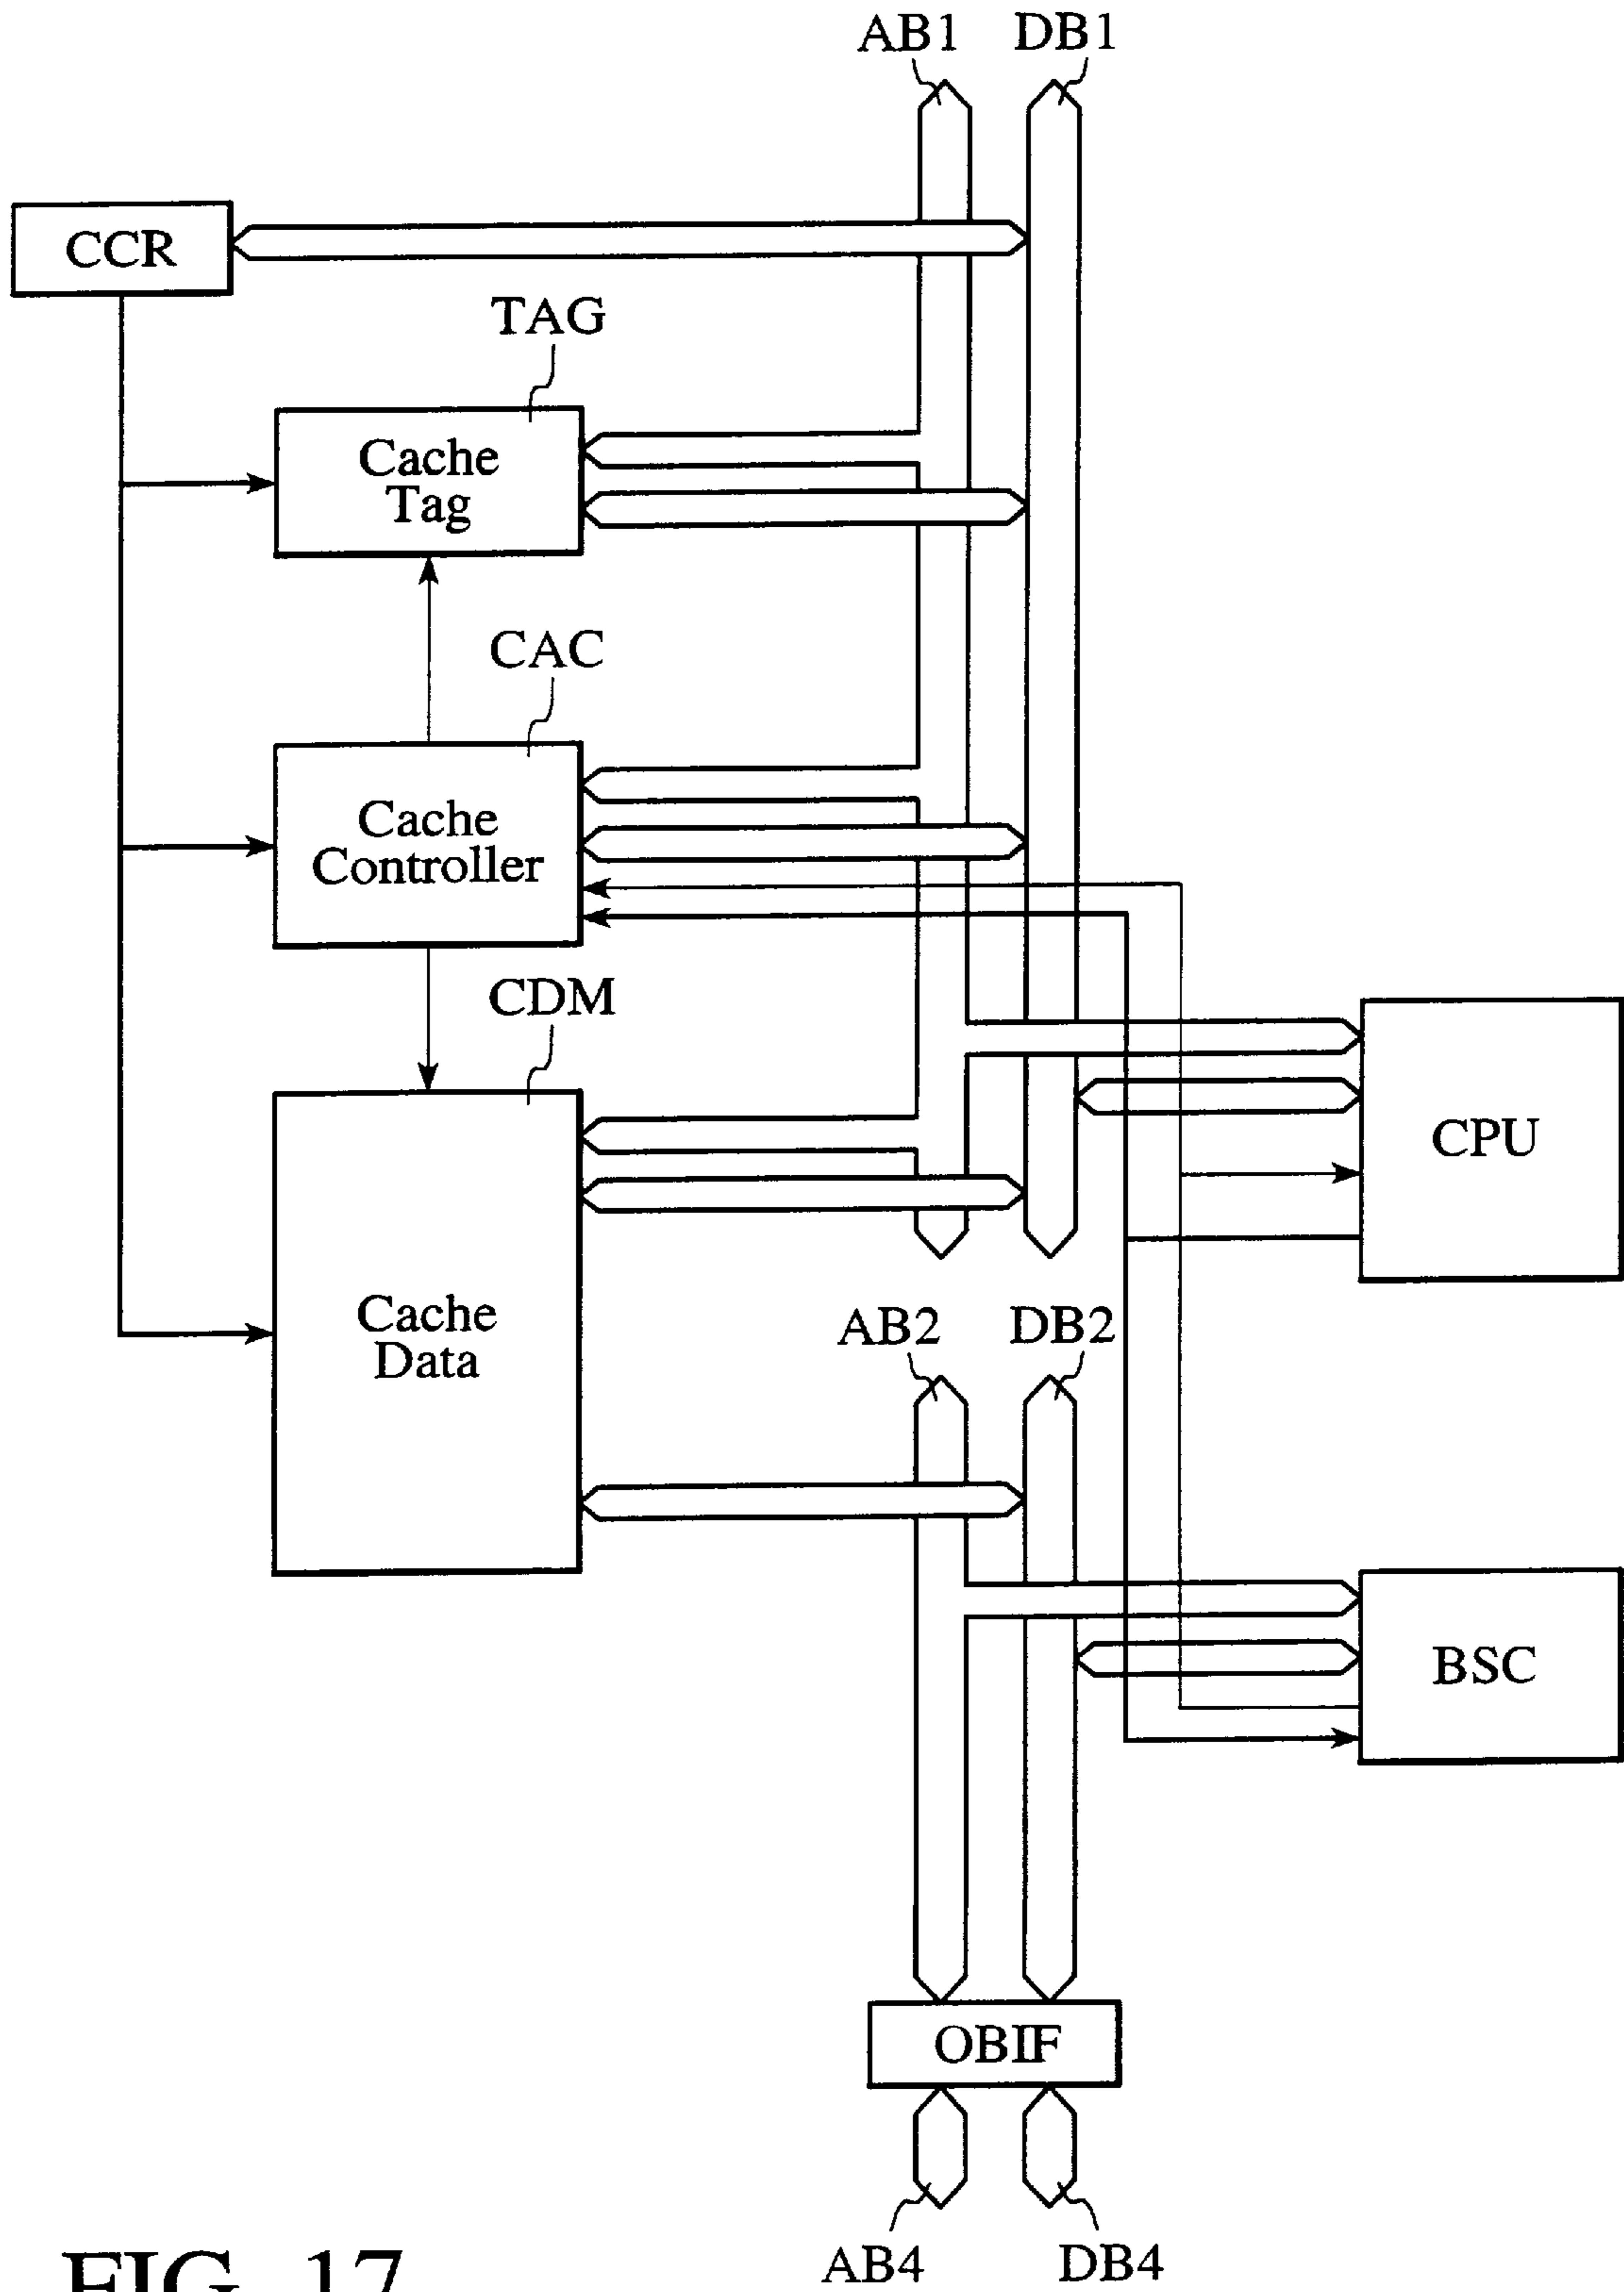 AB1 DB1
CCR
TAG
Cache
Tag
CAC
Cache
Controller
CDM
CPU
Cache
Data
AB2 DB2
BSC
OBIF
AB4 DB4
FIG. 17